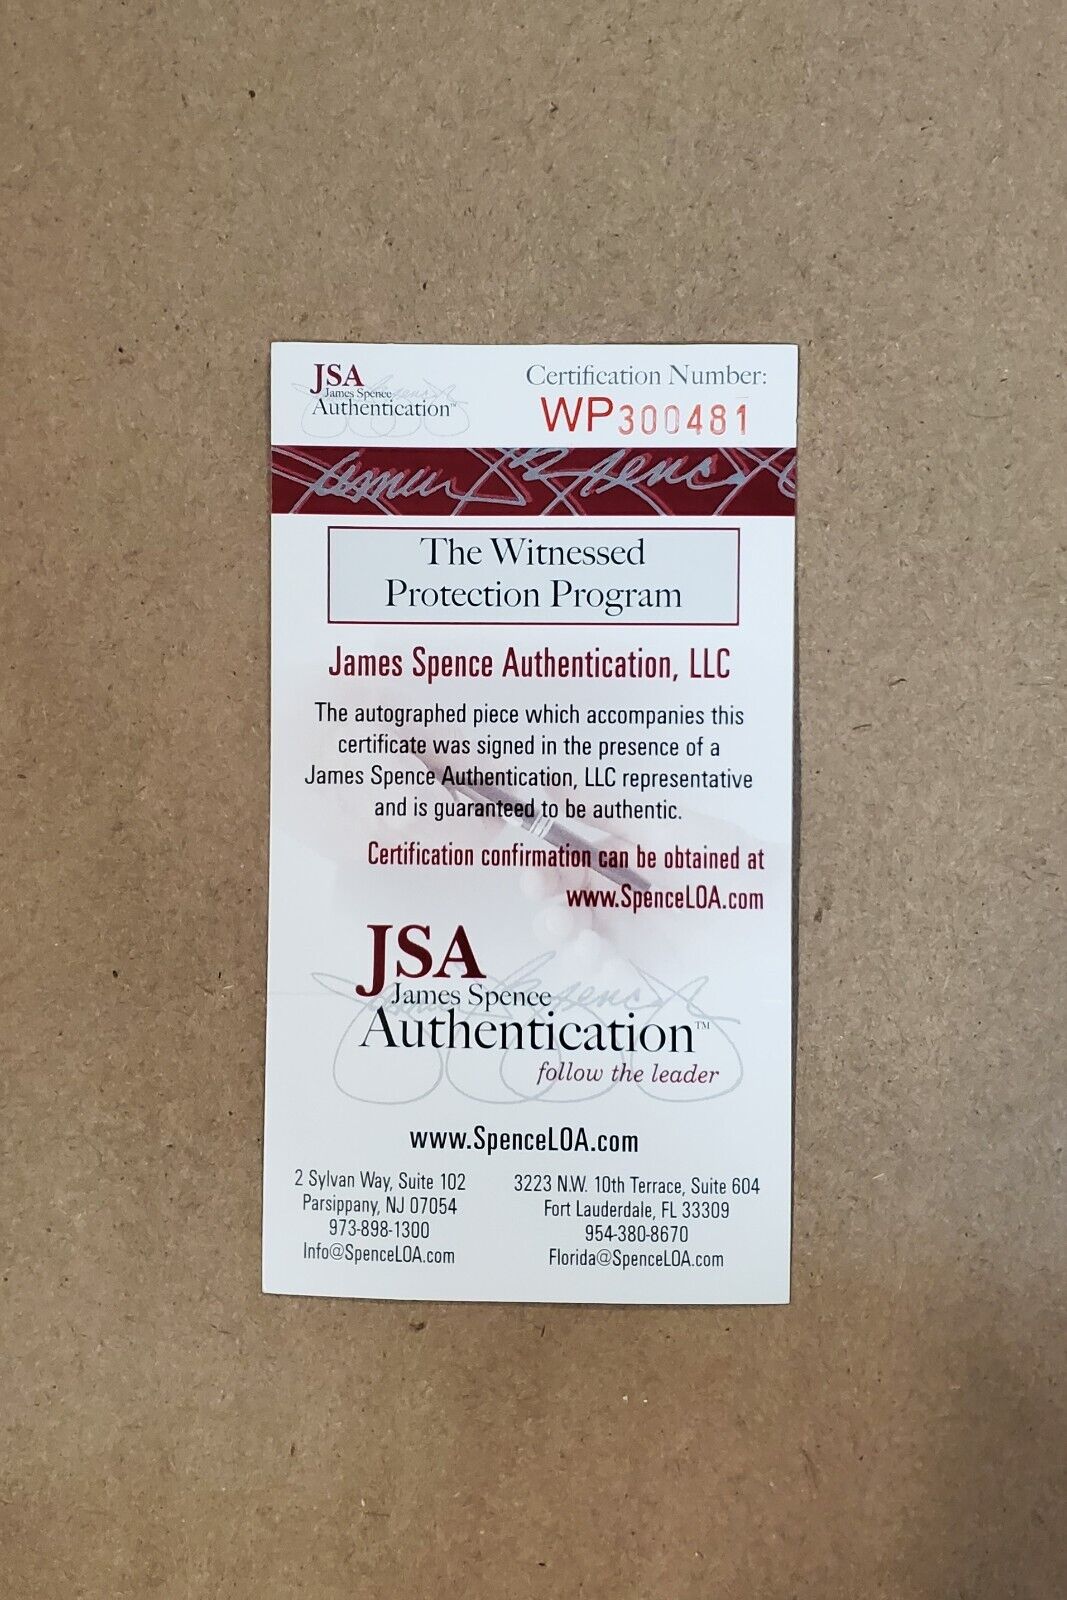 JSA
James Spence
Authentication™
Certification Number:
WP300481
James Spence
The Witnessed
Protection Program
James Spence Authentication, LLC
The autographed piece which accompanies this
certificate was signed in the presence of a
James Spence Authentication, LLC representative
and is guaranteed to be authentic.
Certification confirmation can be obtained at
www.SpenceLOA.com
JSA
James Spence
Authentication™
follow the leader
www.SpenceLOA.com
2 Sylvan Way, Suite 102
Parsippany, NJ 07054
973-898-1300
Info@SpenceLOA.com
3223 N.W. 10th Terrace, Suite 604
Fort Lauderdale, FL 33309
954-380-8670
Florida@SpenceLOA.com